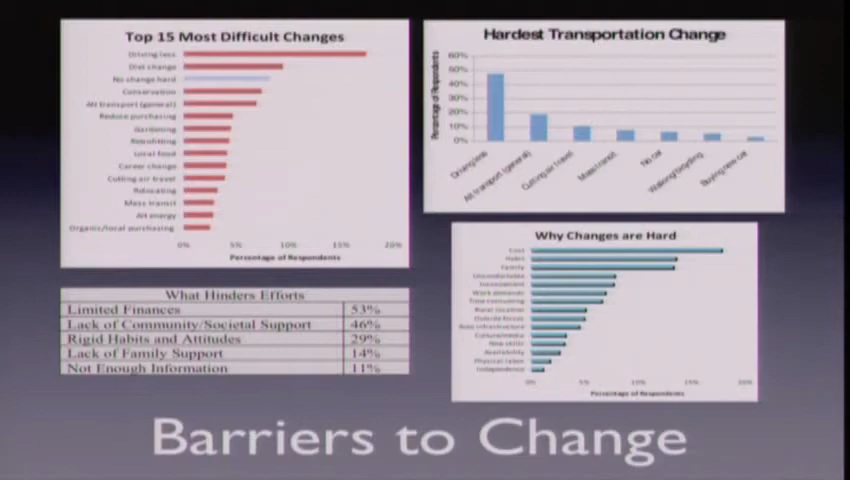 Top 15 Most Difficult Changes
Driving less
Diet change
No change hard
Conservation
Alt transport (general)
Reduce purchasing
Gardening
Retrofitting
Local food
Career change
Cutting air travel
Relocating
Mass transit
Alt energy
Organic/local purchasing
0% 5% 10% 15% 20%
Percentage of Respondents
Hardest Transportation Change
Percentage of Respondents
60%
50%
40%
30%
20%
10%
0%
Driving less
Alt transport (general)
Cutting air travel
Mass transit
No car
Walking/bicycling
Buying new car
What Hinders Efforts
Limited Finances 53%
Lack of Community/Societal Support 46%
Rigid Habits and Attitudes 29%
Lack of Family Support 14%
Not Enough Information 11%
Why Changes are Hard
Cost
Habit
Family
Uncomfortable
Inconvenient
Work demands
Time consuming
Rural location
Outside forces
Culture/media
New skills
Availability
Physical labor
Independence
0% 5% 10% 15% 20%
Percentage of Respondents
Barriers to Change